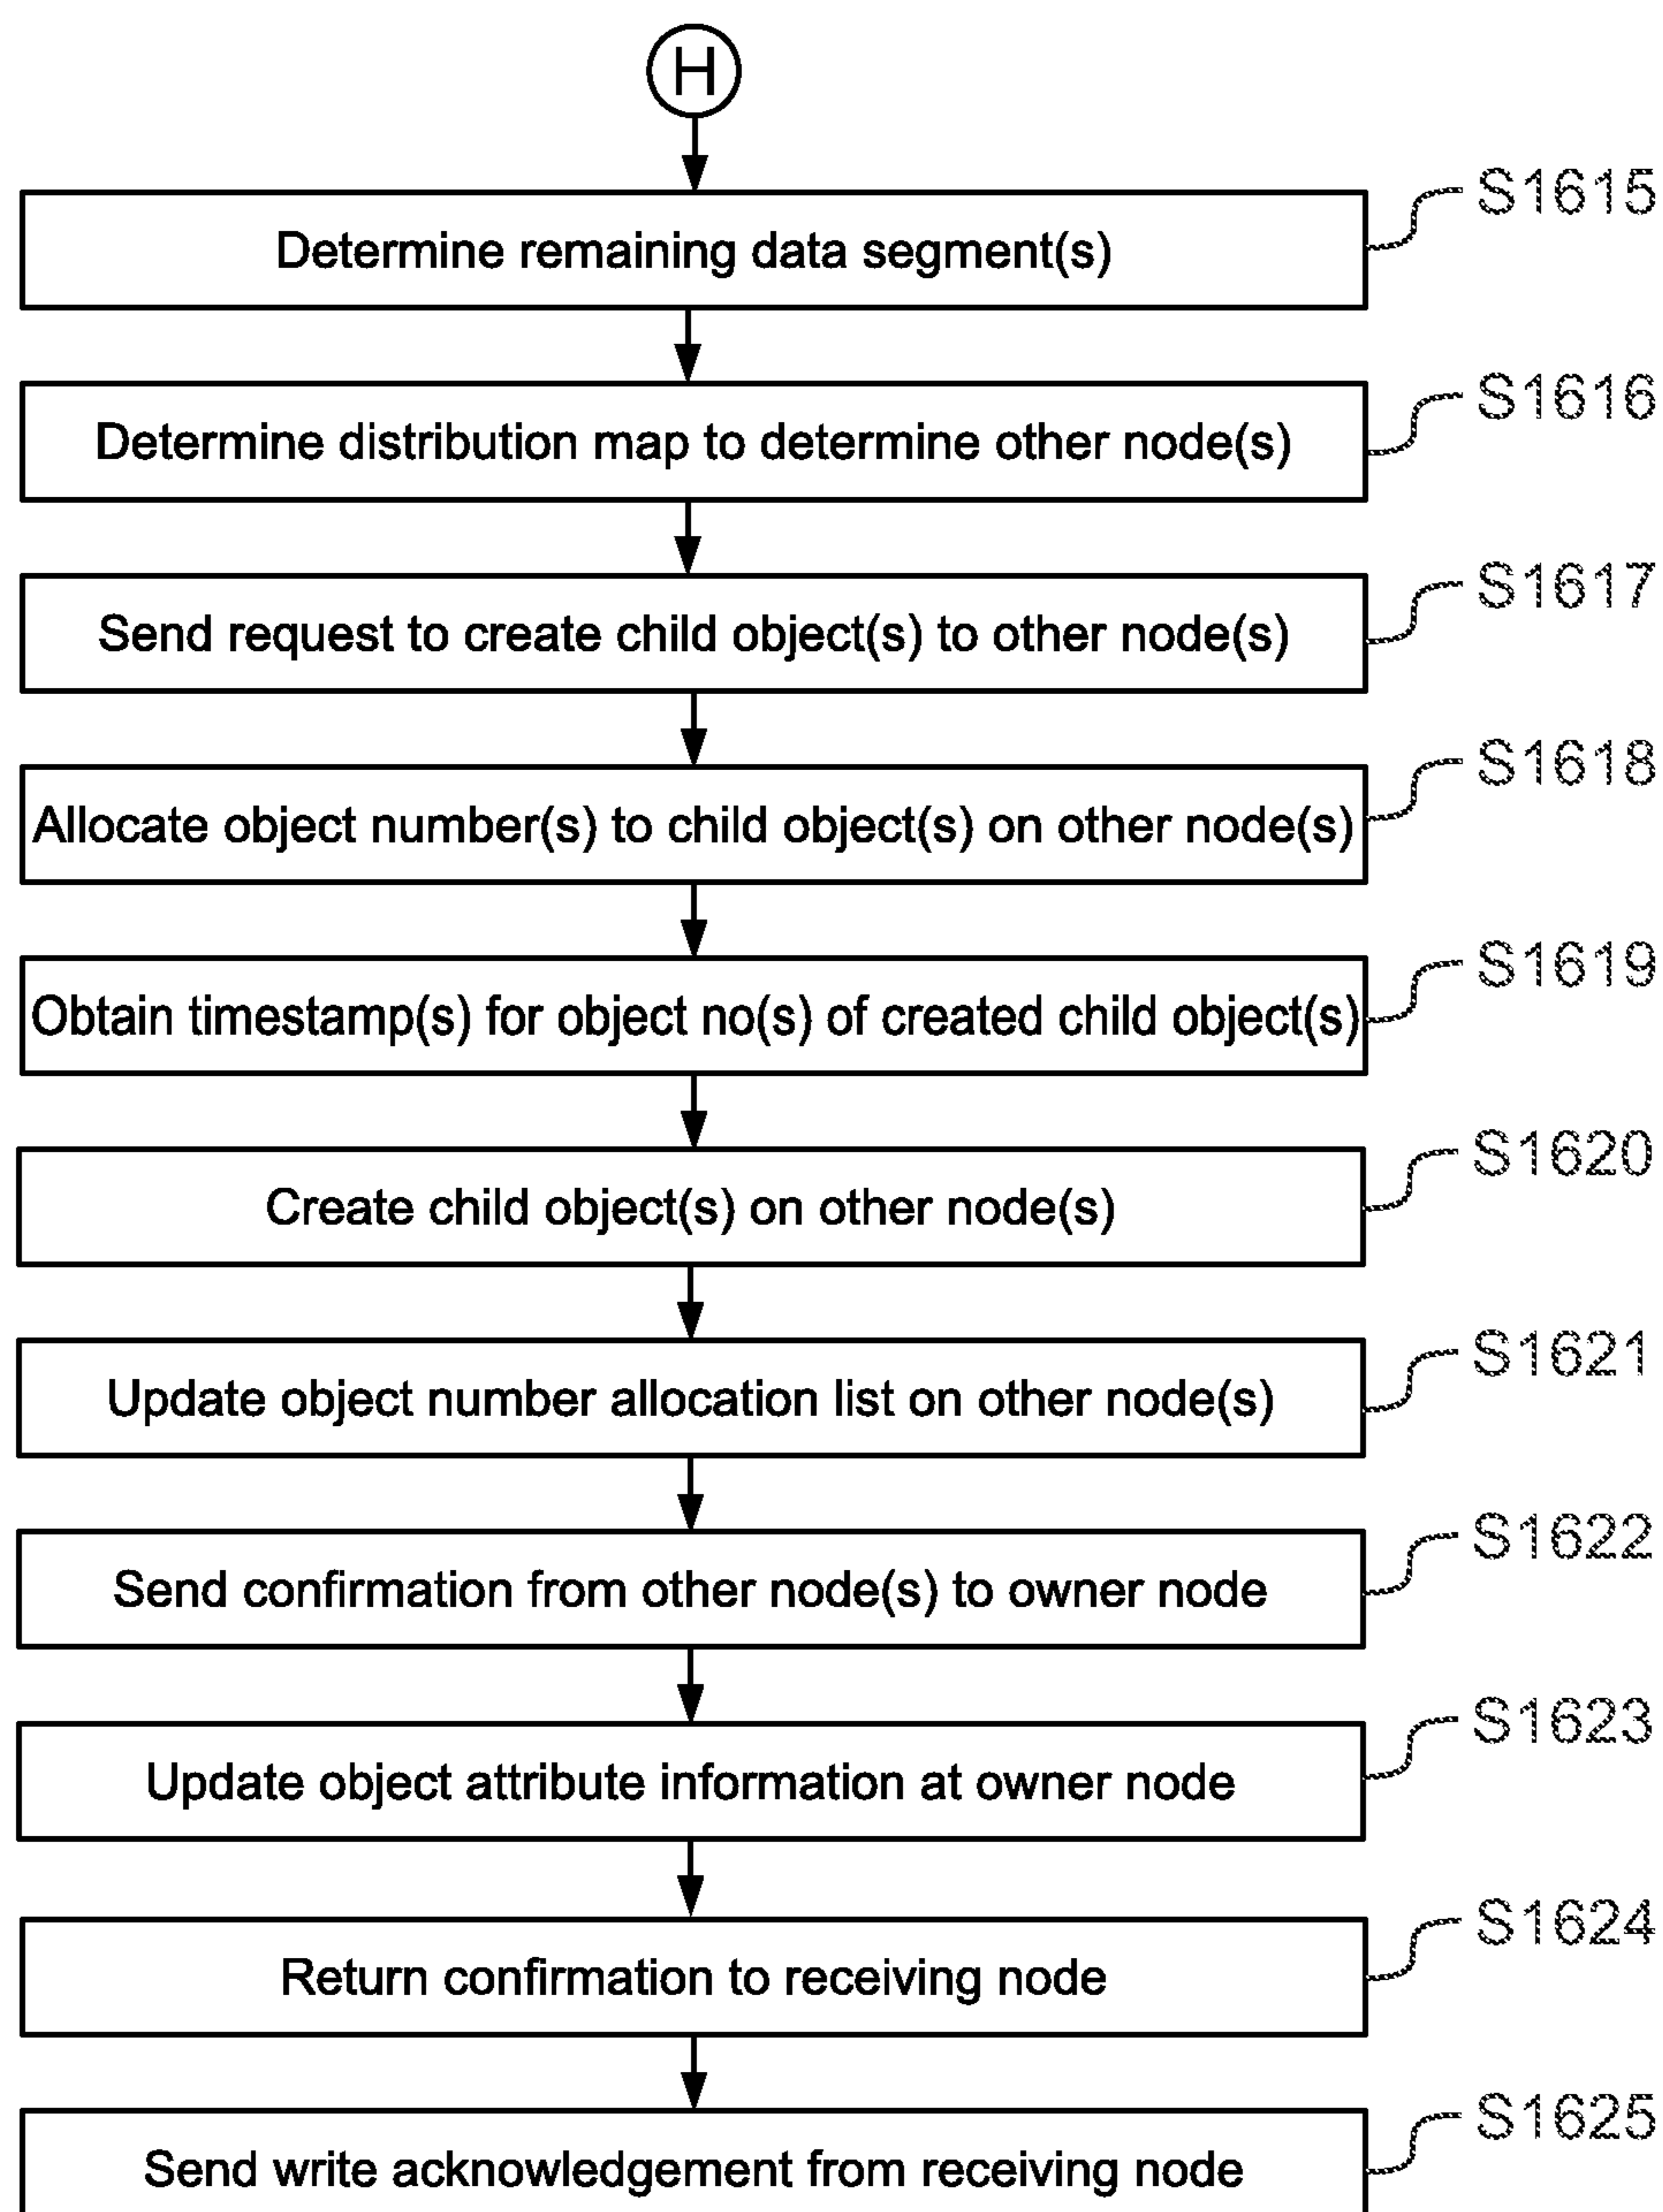 H
S1615
Determine remaining data segment(s)
S1616
Determine distribution map to determine other node(s)
S1617
Send request to create child object(s) to other node(s)
S1618
Allocate object number(s) to child object(s) on other node(s)
S1619
Obtain timestamp(s) for object no(s) of created child object(s)
S1620
Create child object(s) on other node(s)
S1621
Update object number allocation list on other node(s)
S1622
Send confirmation from other node(s) to owner node
S1623
Update object attribute information at owner node
S1624
Return confirmation to receiving node
S1625
Send write acknowledgement from receiving node